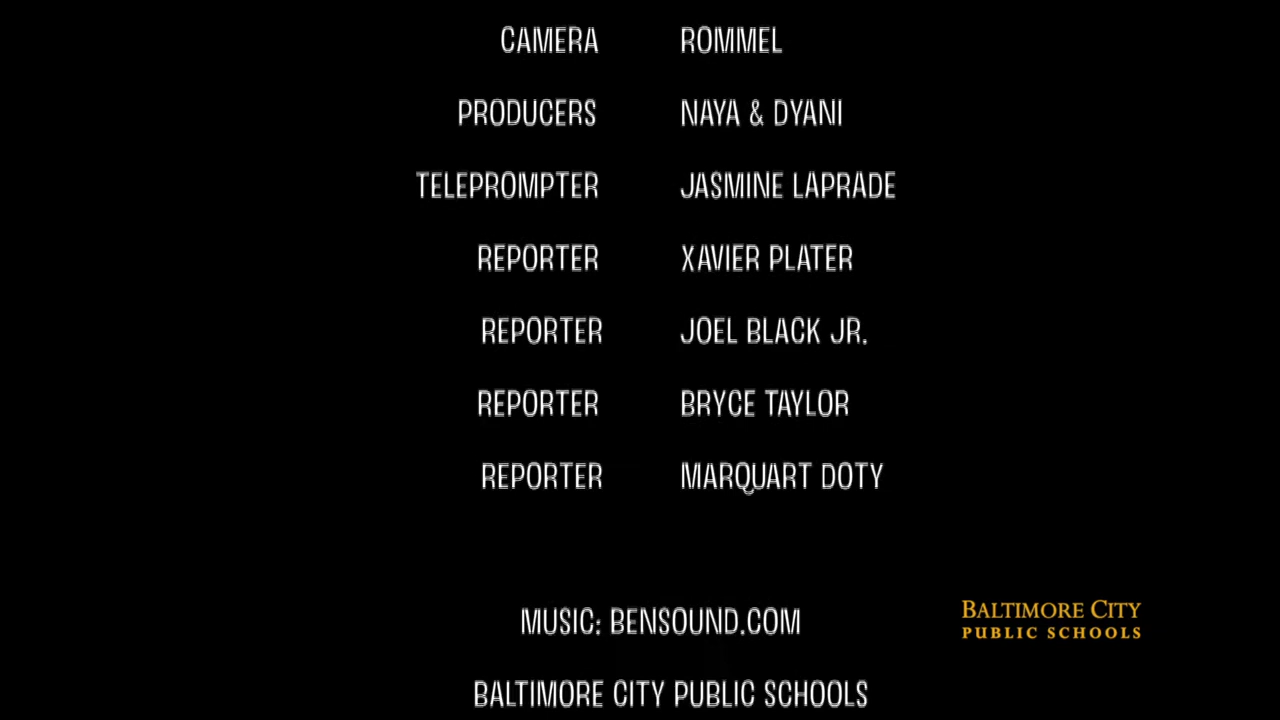 CAMERA ROMMEL
PRODUCERS NAYA & DYANI
TELEPROMPTER JASMINE LAPRADE
REPORTER XAVIER PLATER
REPORTER JOEL BLACK JR.
REPORTER BRYCE TAYLOR
REPORTER MARQUART DOTY
MUSIC: BENSOUND.COM
BALTIMORE CITY
PUBLIC SCHOOLS
BALTIMORE CITY PUBLIC SCHOOLS